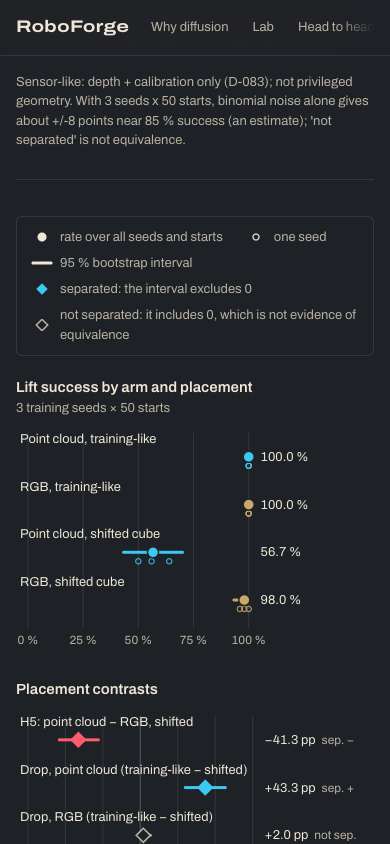 RoboForge Why diffusion Lab Head to hea
Sensor-like: depth + calibration only (D-083); not privileged
geometry. With 3 seeds x 50 starts, binomial noise alone gives
about +/-8 points near 85 % success (an estimate); 'not
separated' is not equivalence.
rate over all seeds and starts one seed
95 % bootstrap interval
separated: the interval excludes 0
not separated: it includes 0, which is not evidence of
equivalence
Lift success by arm and placement
3 training seeds × 50 starts
Point cloud, training-like
100.0 %
RGB, training-like
100.0 %
Point cloud, shifted cube
56.7 %
RGB, shifted cube
98.0 %
0 % 25 % 50 % 75 % 100 %
Placement contrasts
H5: point cloud – RGB, shifted
−41.3 pp sep. −
Drop, point cloud (training-like – shifted)
+43.3 pp sep. +
Drop, RGB (training-like – shifted)
+2.0 pp not sep.